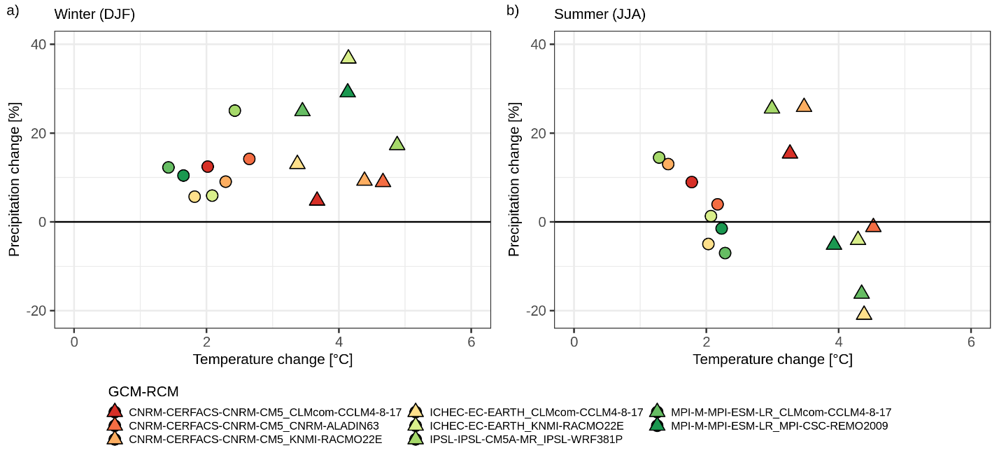 a) Winter (DJF)
b) Summer (JJA)
Precipitation change [%]
40
20
0
-20
0 2 4 6
Temperature change [°C]
Precipitation change [%]
40
20
0
-20
0 2 4 6
Temperature change [°C]
GCM-RCM
CNRM-CERFACS-CNRM-CM5_CLMcom-CCLM4-8-17
CNRM-CERFACS-CNRM-CM5_CNRM-ALADIN63
CNRM-CERFACS-CNRM-CM5_KNMI-RACMO22E
ICHEC-EC-EARTH_CLMcom-CCLM4-8-17
ICHEC-EC-EARTH_KNMI-RACMO22E
IPSL-IPSL-CM5A-MR_IPSL-WRF381P
MPI-M-MPI-ESM-LR_CLMcom-CCLM4-8-17
MPI-M-MPI-ESM-LR_MPI-CSC-REMO2009